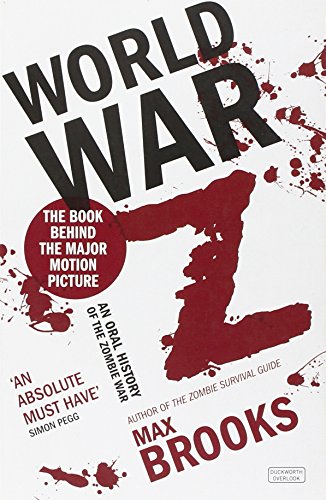 WORLD
WAR
Z
THE BOOK
BEHIND
THE MAJOR
MOTION
PICTURE
AN ORAL HISTORY
OF THE ZOMBIE WAR
'AN
ABSOLUTE
MUST HAVE'
SIMON PEGG
AUTHOR OF THE ZOMBIE SURVIVAL GUIDE
MAX
BROOKS
DUCKWORTH
OVERLOOK